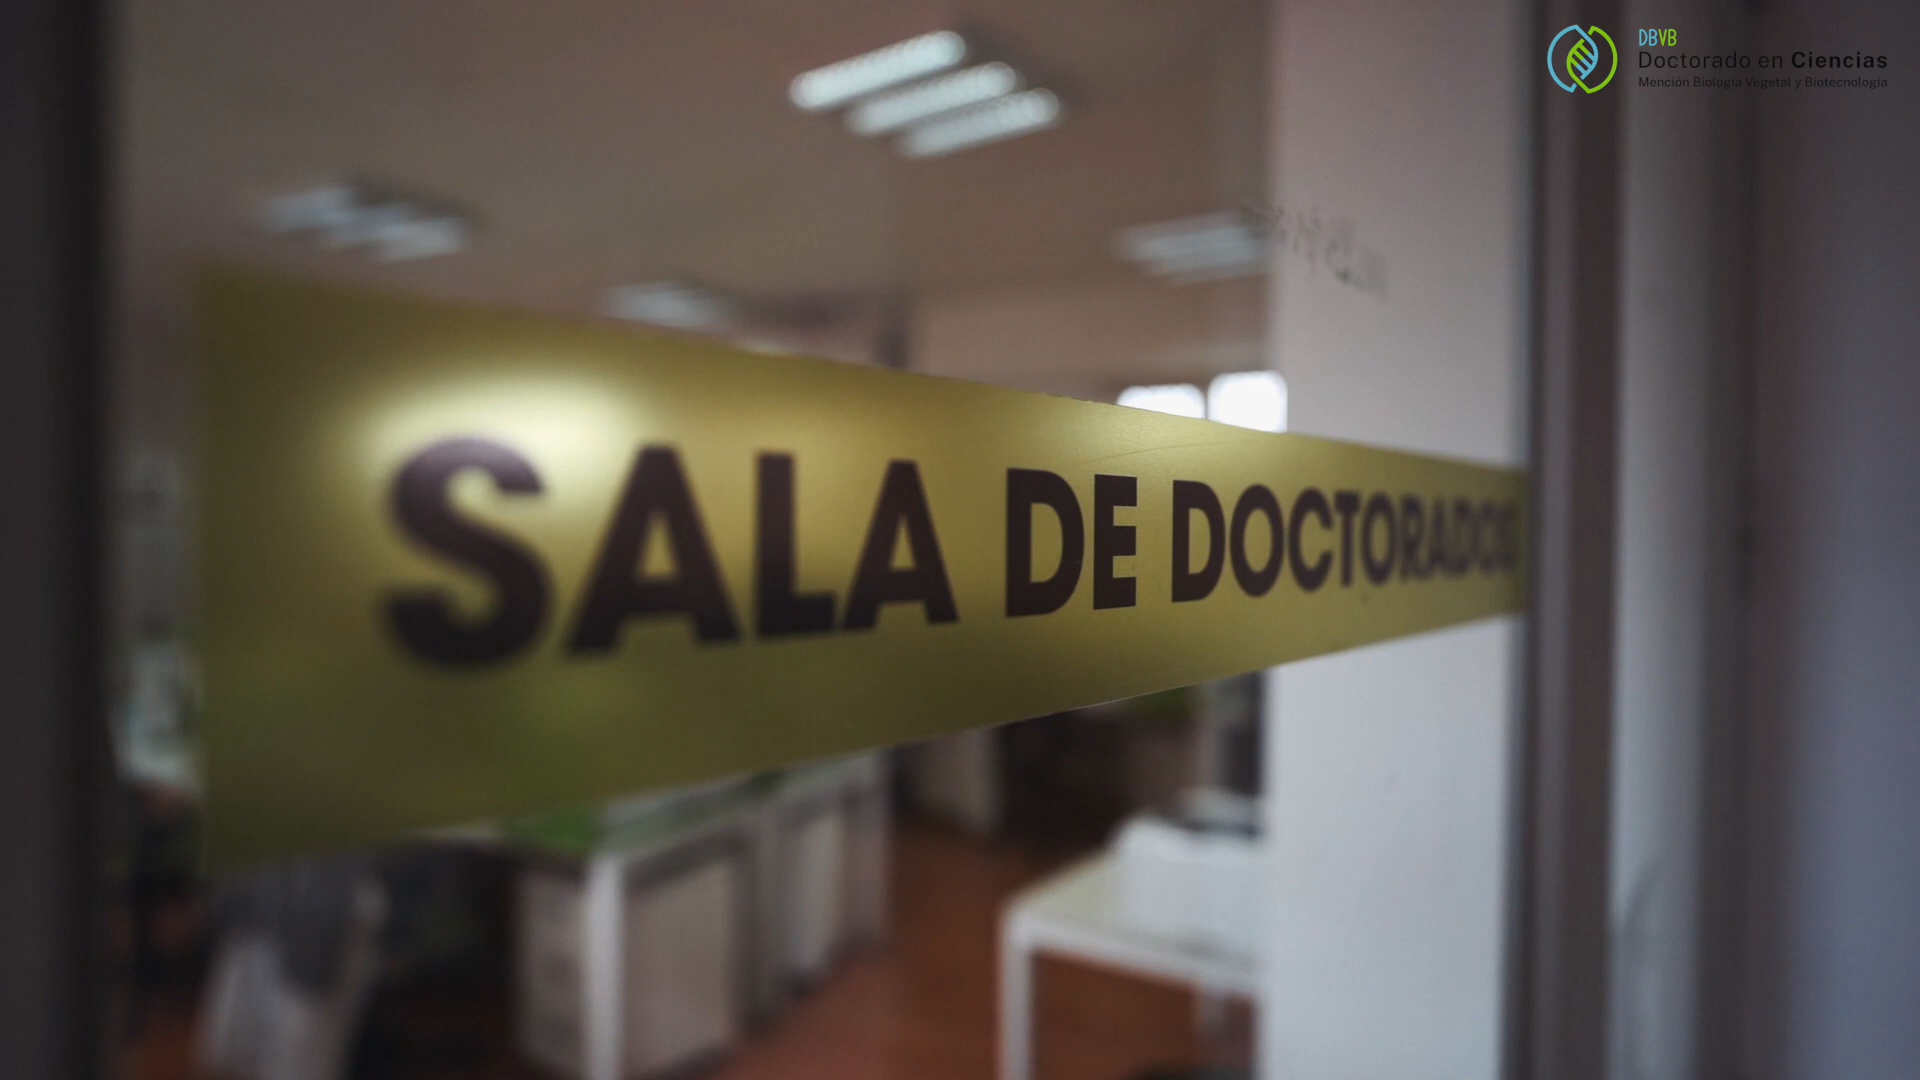 DBVB
Doctorado en Ciencias
Mención Biología Vegetal y Biotecnología
SALA DE DOCTORADOS